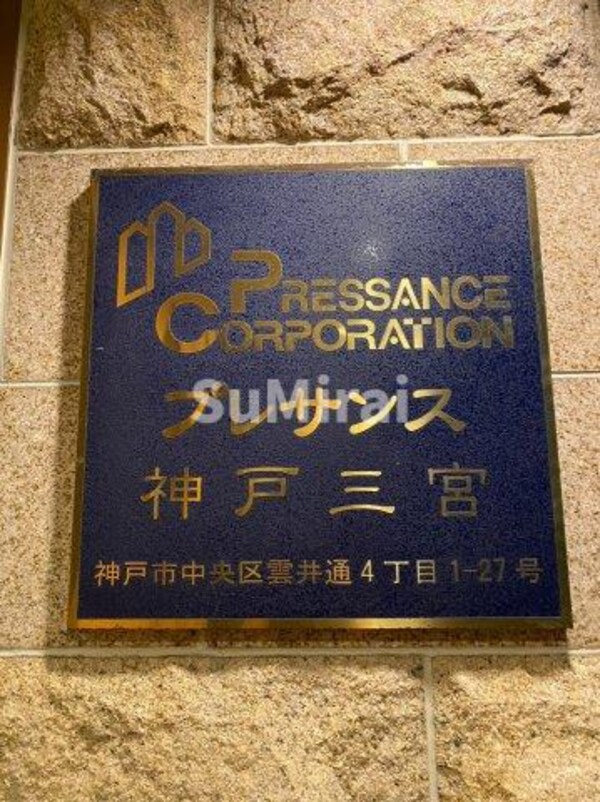 PRESSANCE
CORPORATION
プレサンス
SuMirai
神戸三宮
神戸市中央区雲井通4丁目1-27号